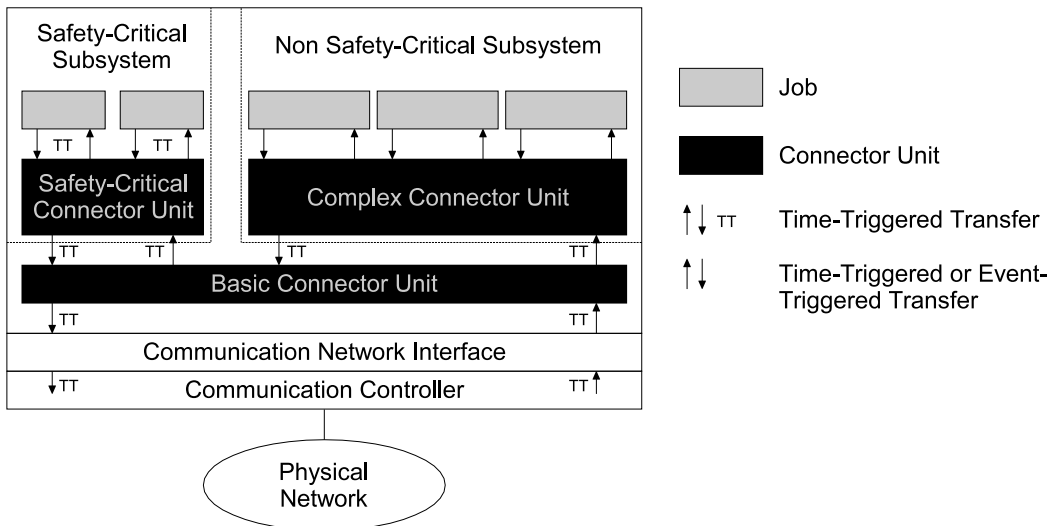 Safety-Critical
Subsystem
Non Safety-Critical Subsystem
TT
TT
Safety-Critical
Connector Unit
Complex Connector Unit
TT
TT
TT
TT
Basic Connector Unit
TT
TT
Communication Network Interface
TT
TT
Communication Controller
Physical
Network
Job
Connector Unit
TT
Time-Triggered Transfer
Time-Triggered or Event-
Triggered Transfer